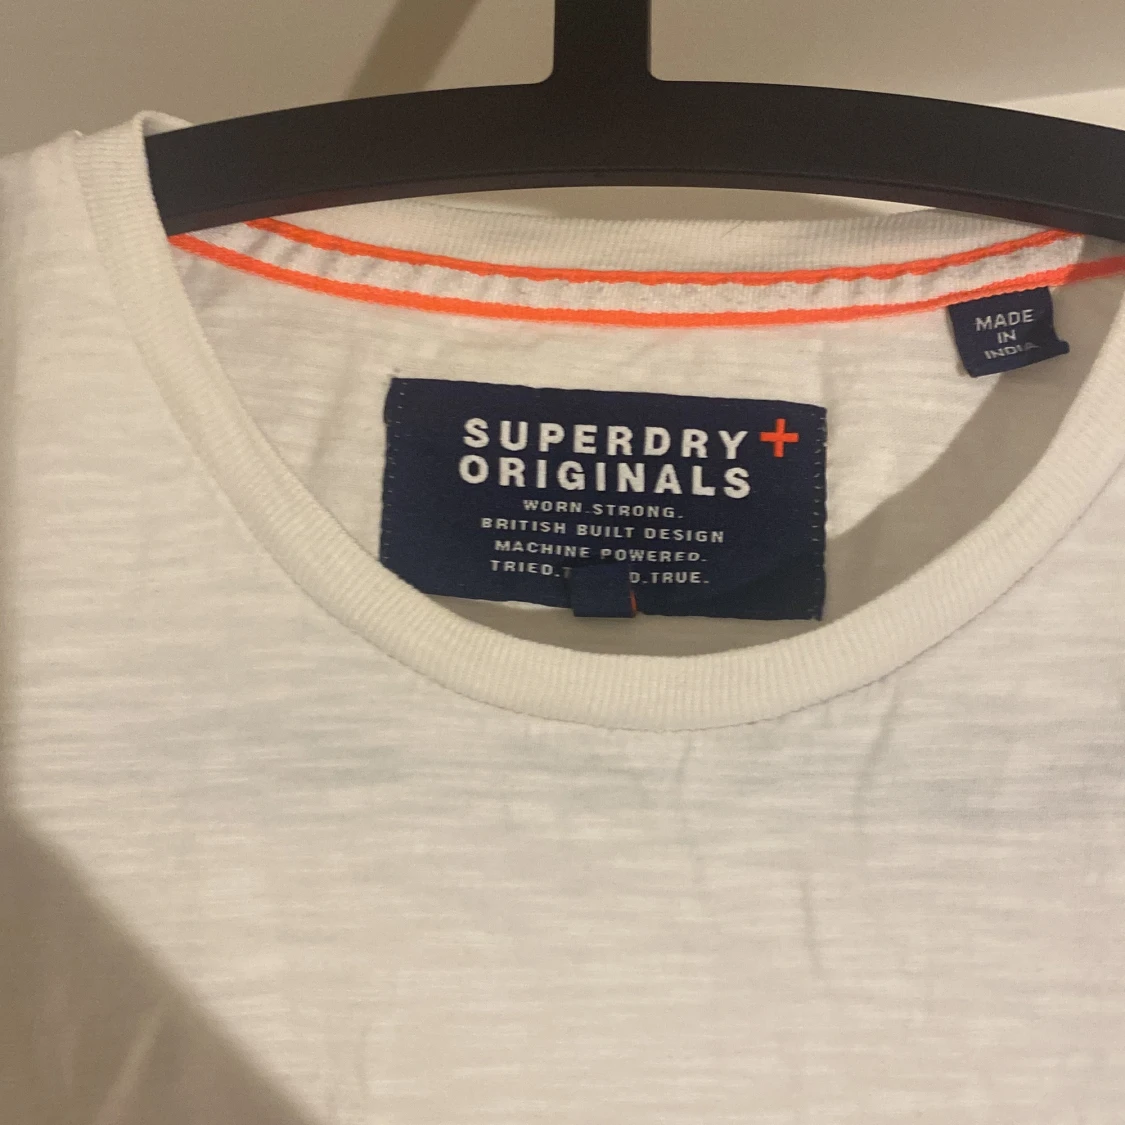 MADE
IN
INDIA
SUPERDRY+
ORIGINALS
WORN.STRONG.
BRITISH BUILT DESIGN
MACHINE POWERED.
TRIED. TRUE.